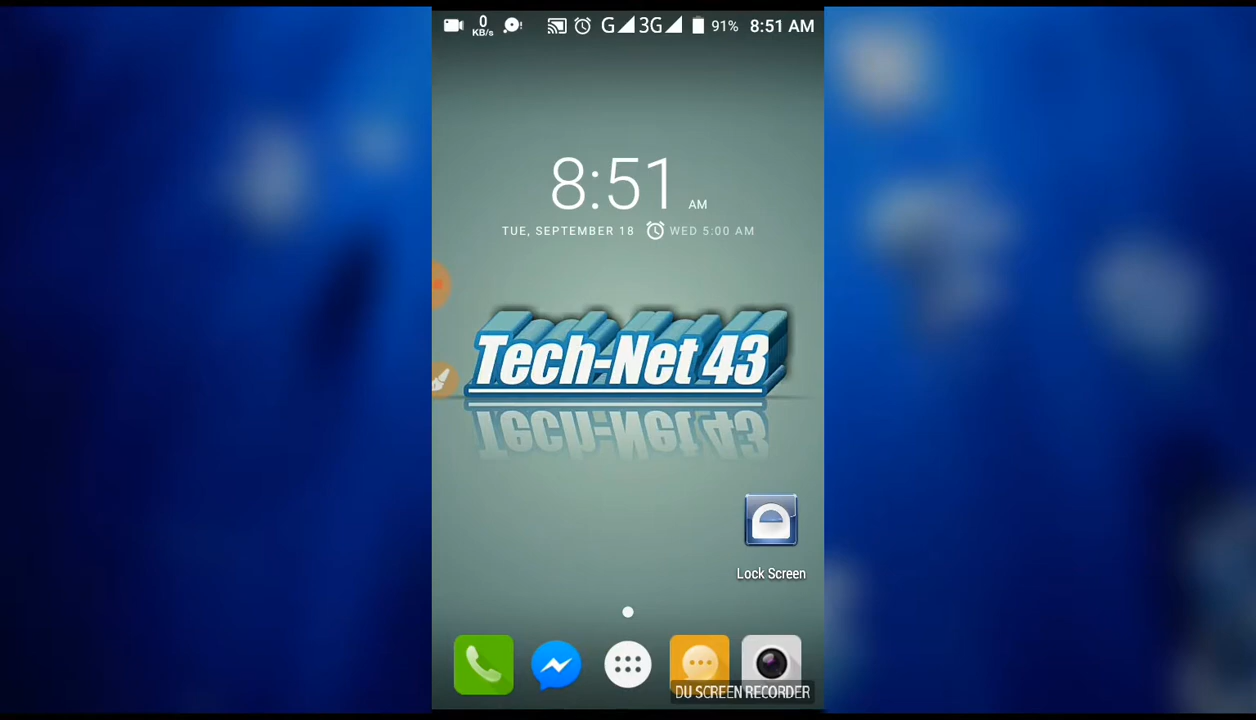 0 KB/s G 3G 91% 8:51 AM
8:51 AM
TUE, SEPTEMBER 18 WED 5:00 AM
Tech-Net 43
Lock Screen
DU SCREEN RECORDER